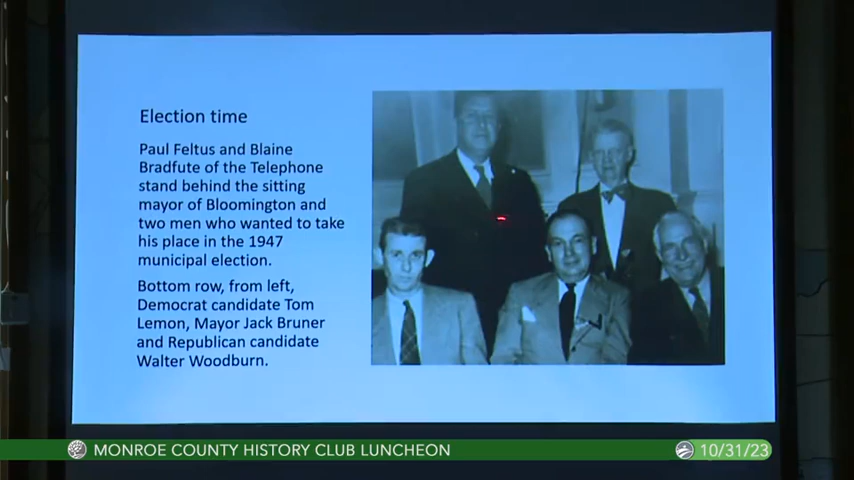 Election time
Paul Feltus and Blaine
Bradfute of the Telephone
stand behind the sitting
mayor of Bloomington and
two men who wanted to take
his place in the 1947
municipal election.
Bottom row, from left,
Democrat candidate Tom
Lemon, Mayor Jack Bruner
and Republican candidate
Walter Woodburn.
MONROE COUNTY HISTORY CLUB LUNCHEON
10/31/23